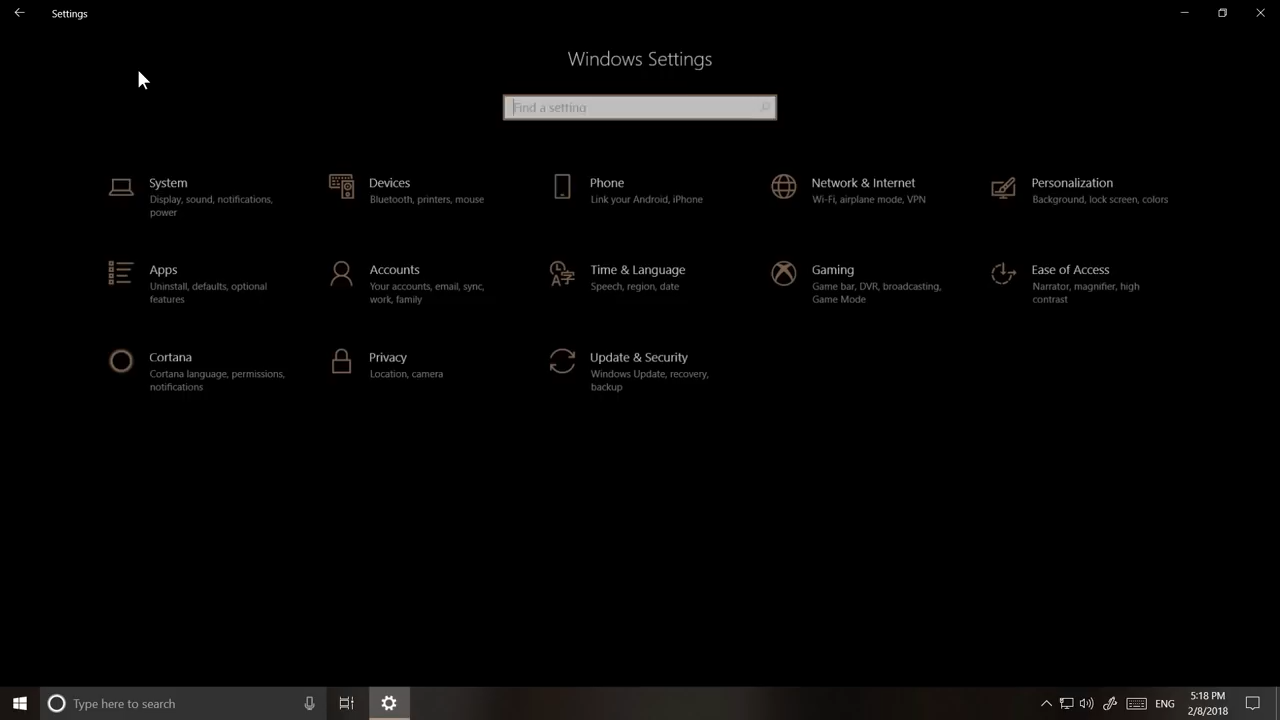 Settings
Windows Settings
Find a setting
System
Display, sound, notifications,
power
Devices
Bluetooth, printers, mouse
Phone
Link your Android, iPhone
Network & Internet
Wi-Fi, airplane mode, VPN
Personalization
Background, lock screen, colors
Apps
Uninstall, defaults, optional
features
Accounts
Your accounts, email, sync,
work, family
Time & Language
Speech, region, date
Gaming
Game bar, DVR, broadcasting,
Game Mode
Ease of Access
Narrator, magnifier, high
contrast
Cortana
Cortana language, permissions,
notifications
Privacy
Location, camera
Update & Security
Windows Update, recovery,
backup
Type here to search
ENG
5:18 PM
2/8/2018